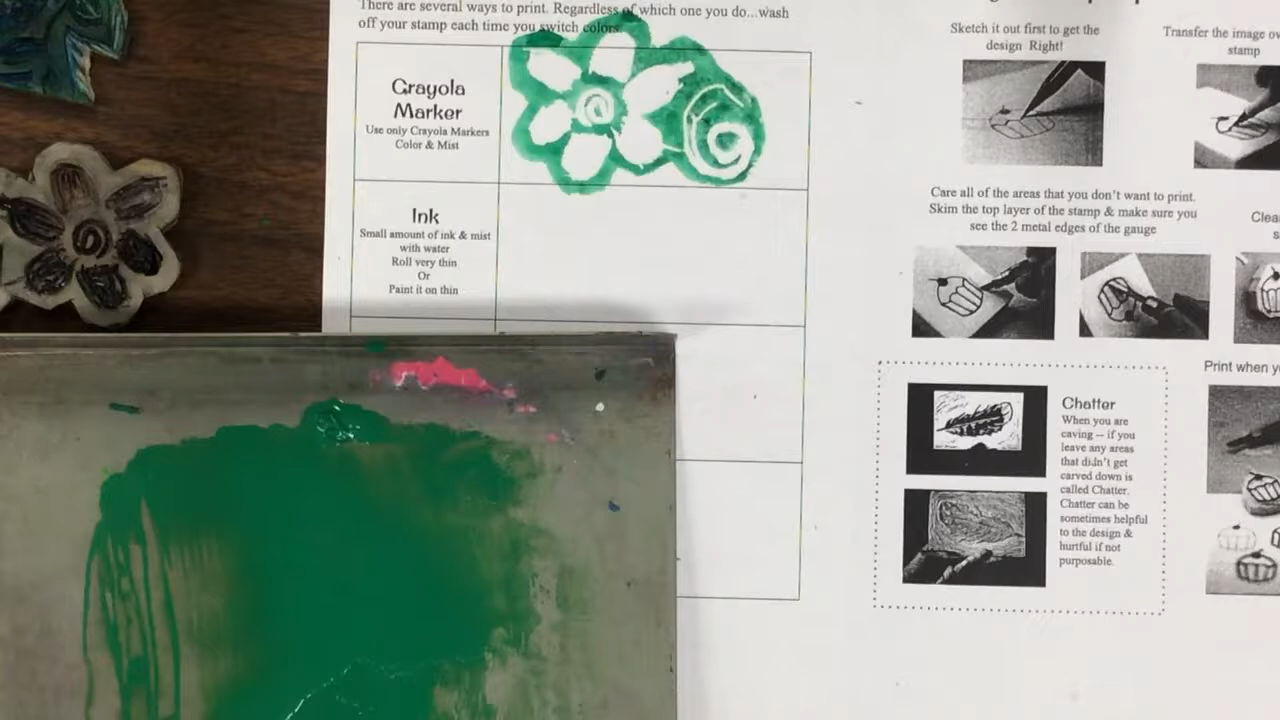 There are several ways to print. Regardless of which one you do...wash
off your stamp each time you switch colors.
Crayola
Marker
Use only Crayola Markers
Color & Mist
Ink
Small amount of ink & mist
with water
Roll very thin
Or
Paint it on thin
Sketch it out first to get the
design Right!
Transfer the image
stamp
Care all of the areas that you don't want to print.
Skim the top layer of the stamp & make sure you
see the 2 metal edges of the gauge
Chatter
When you are
caving – if you
leave any areas
that didn't get
carved down is
called Chatter.
Chatter can be
sometimes helpful
to the design &
hurtful if not
purposable.
Print when